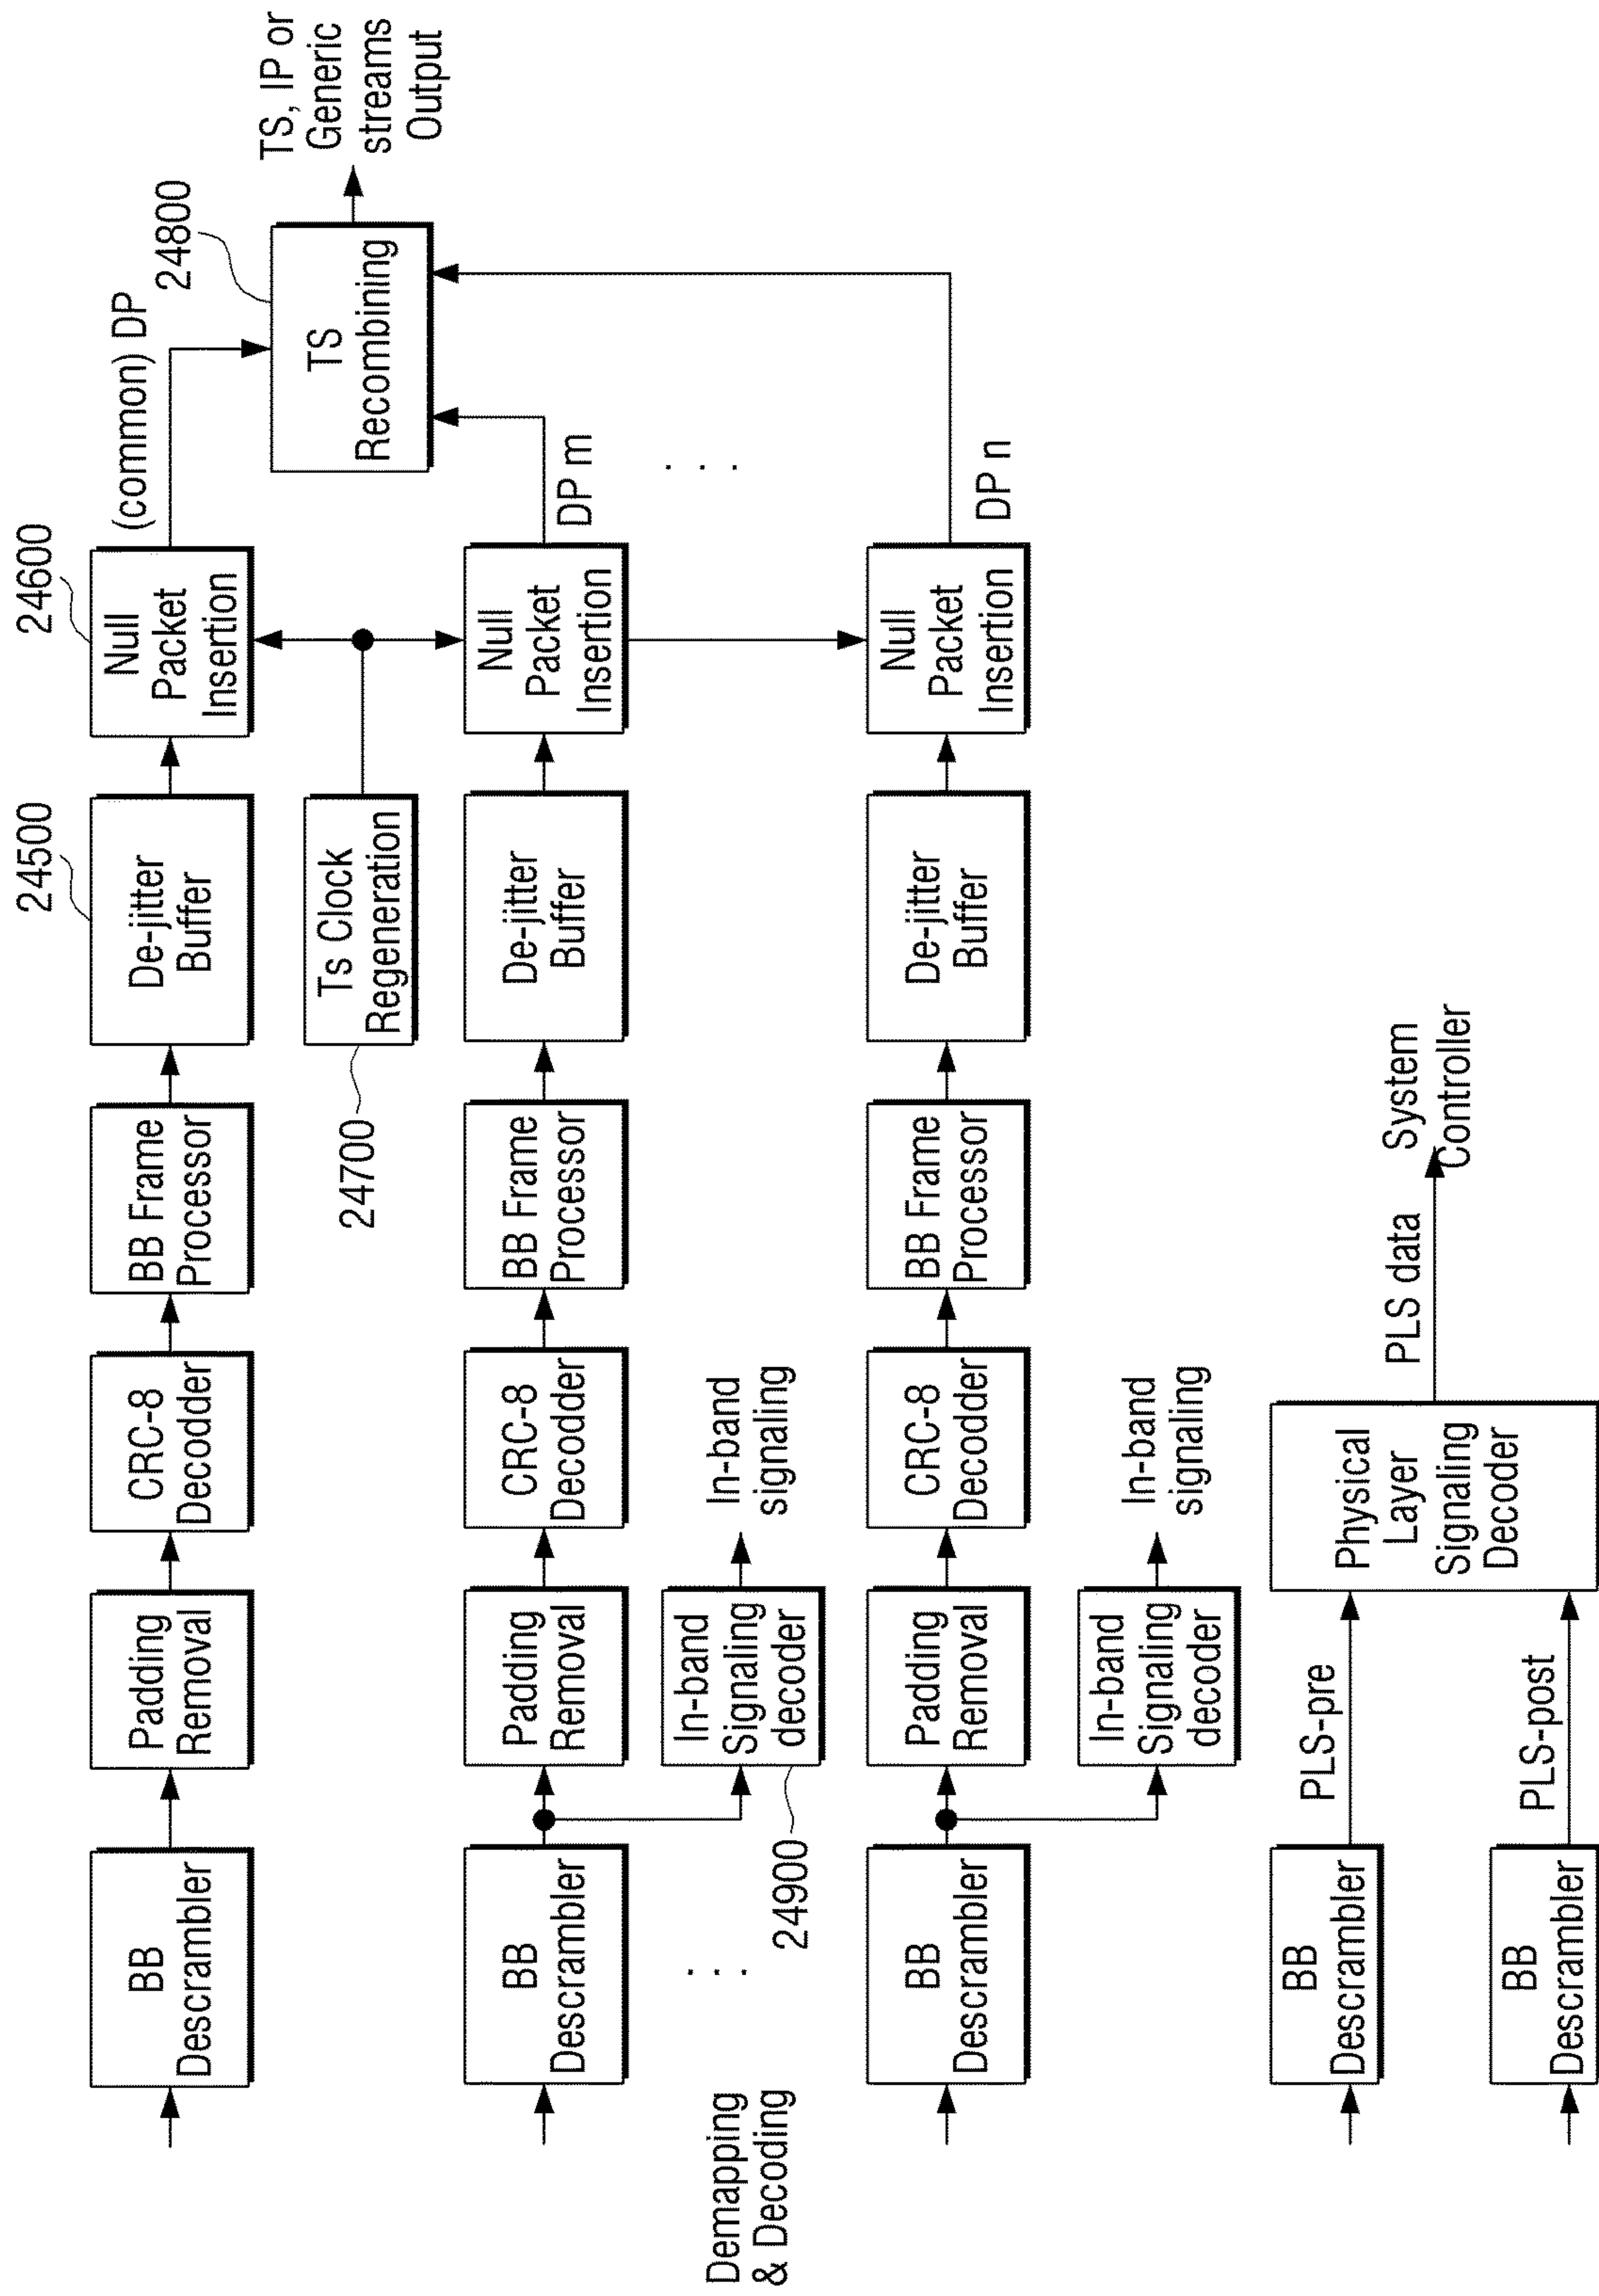 Demapping
& Decoding
BB
Descrambler
Padding
Removal
CRC-8
Decodder
BB Frame
Processor
24500
De-jitter
Buffer
24600
Null
Packet
Insertion
(common) DP
24700
Ts Clock
Regeneration
24800
TS
Recombining
TS, IP or
Generic
streams
Output
BB
Descrambler
Padding
Removal
CRC-8
Decodder
BB Frame
Processor
De-jitter
Buffer
Null
Packet
Insertion
DP m
24900
In-band
Signaling
decoder
In-band
signaling
. . .
. . .
BB
Descrambler
Padding
Removal
CRC-8
Decodder
BB Frame
Processor
De-jitter
Buffer
Null
Packet
Insertion
DP n
In-band
Signaling
decoder
In-band
signaling
BB
Descrambler
PLS-pre
BB
Descrambler
PLS-post
Physical
Layer
Signaling
Decoder
PLS data
System
Controller